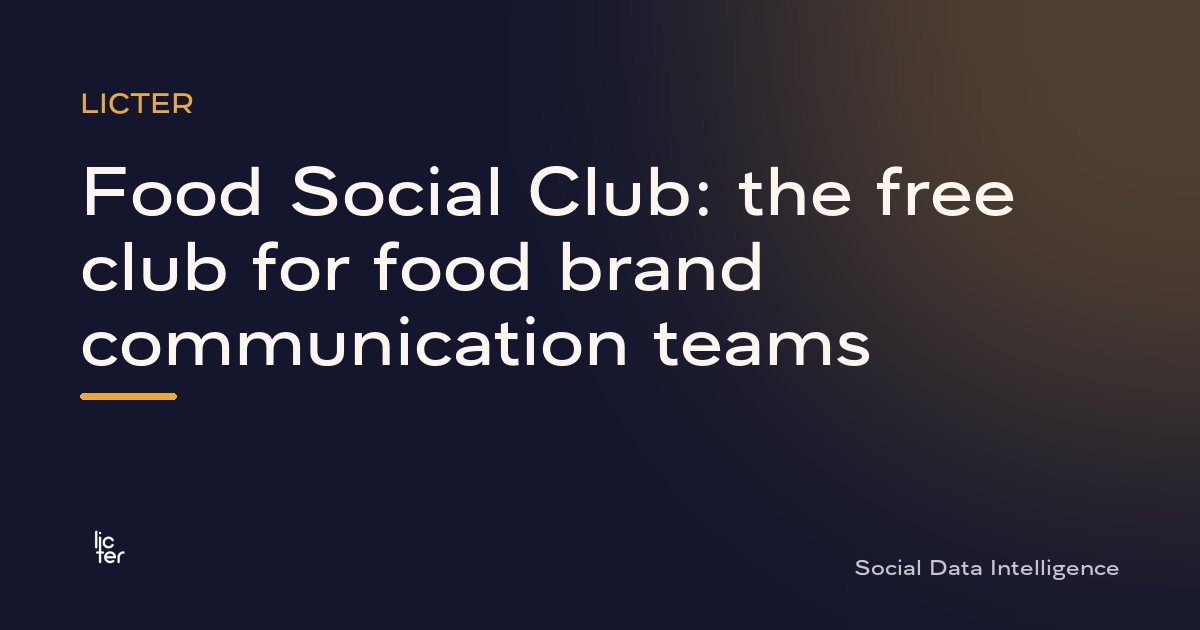 LICTER
Food Social Club: the free
club for food brand
communication teams
lic
ter
Social Data Intelligence